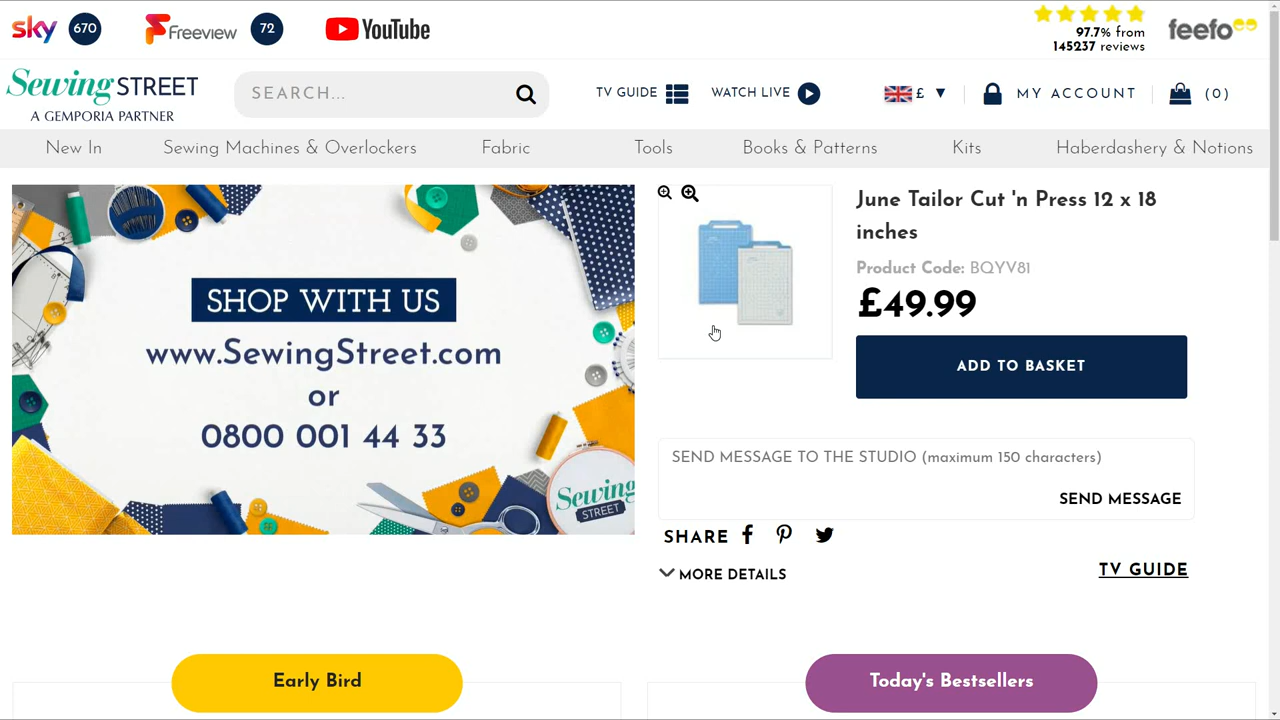 sky 670 Freeview 72 YouTube
97.7% from
145237 reviews
feefo
Sewing STREET
A GEMPORIA PARTNER
SEARCH...
TV GUIDE
WATCH LIVE
£ ▼
MY ACCOUNT
(0)
New In Sewing Machines & Overlockers Fabric Tools Books & Patterns Kits Haberdashery & Notions
SHOP WITH US
www.SewingStreet.com
or
0800 001 44 33
Sewing
STREET
June Tailor Cut 'n Press 12 x 18
inches
Product Code: BQYV81
£49.99
ADD TO BASKET
SEND MESSAGE TO THE STUDIO (maximum 150 characters)
SEND MESSAGE
SHARE
MORE DETAILS
TV GUIDE
Early Bird
Today's Bestsellers